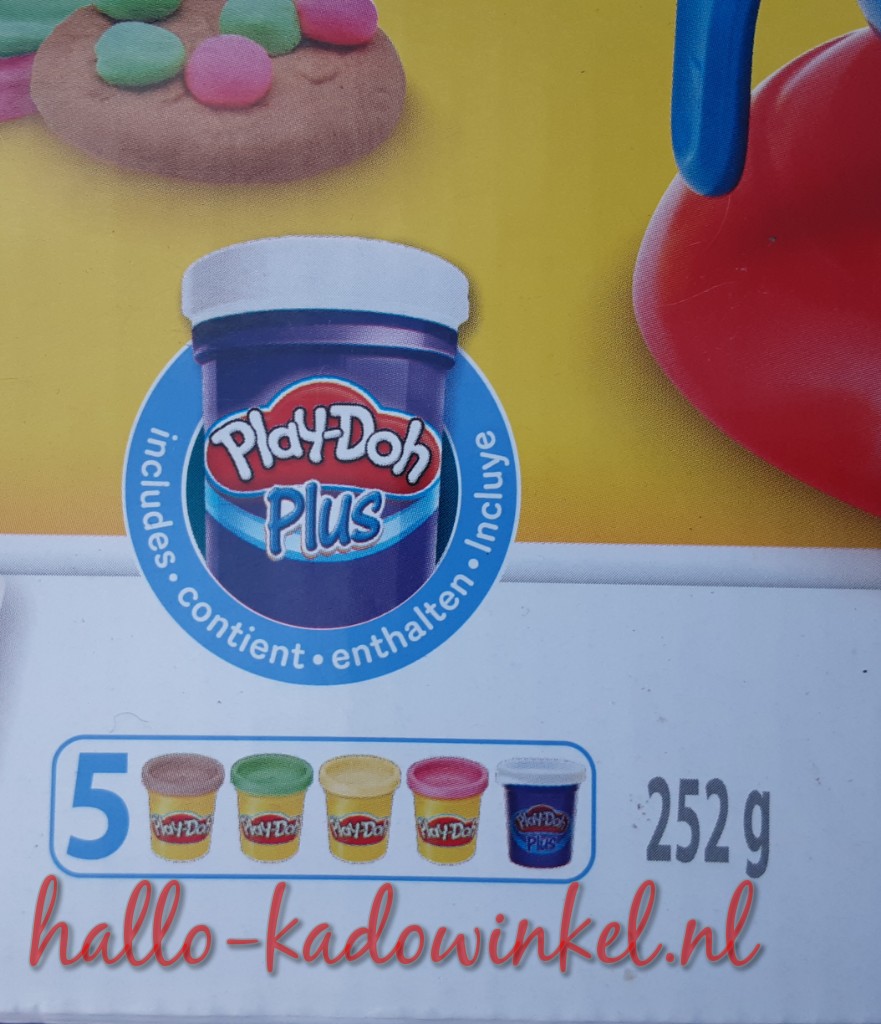 Play-Doh
Plus
includes • contient • enthalten • Incluye
5
Play-Doh
Play-Doh
Play-Doh
Play-Doh
Play-Doh
Plus
252 g
hallo-kadowinkel.nl